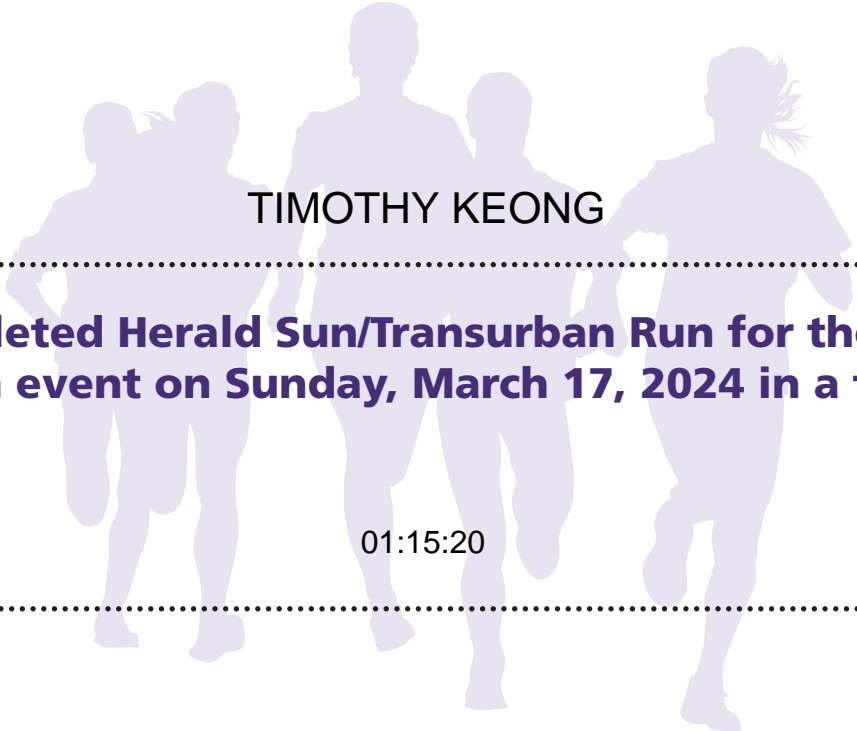 TIMOTHY KEONG
leted Herald Sun/Transurban Run for the
event on Sunday, March 17, 2024 in a
01:15:20